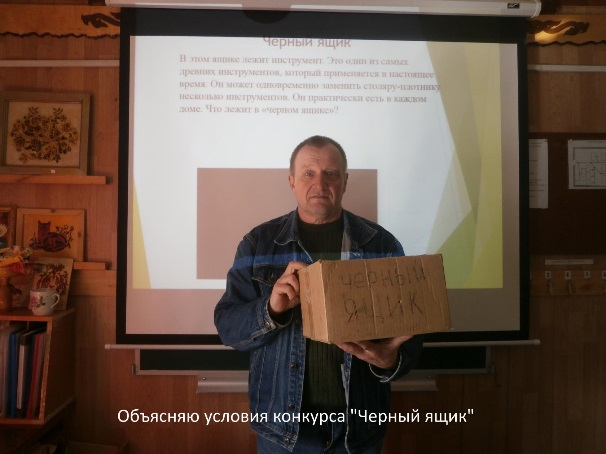 Черный ящик
В этом ящике лежит инструмент. Это один из самых
древних инструментов, который применяется в настоящее
время. Он может одновременно заменить столяру-плотнику
несколько инструментов. Он практически есть в каждом
доме. Что лежит в «черном ящике»?
ЧЕРНЫЙ
ЯЩИК
Объясняю условия конкурса "Черный ящик"